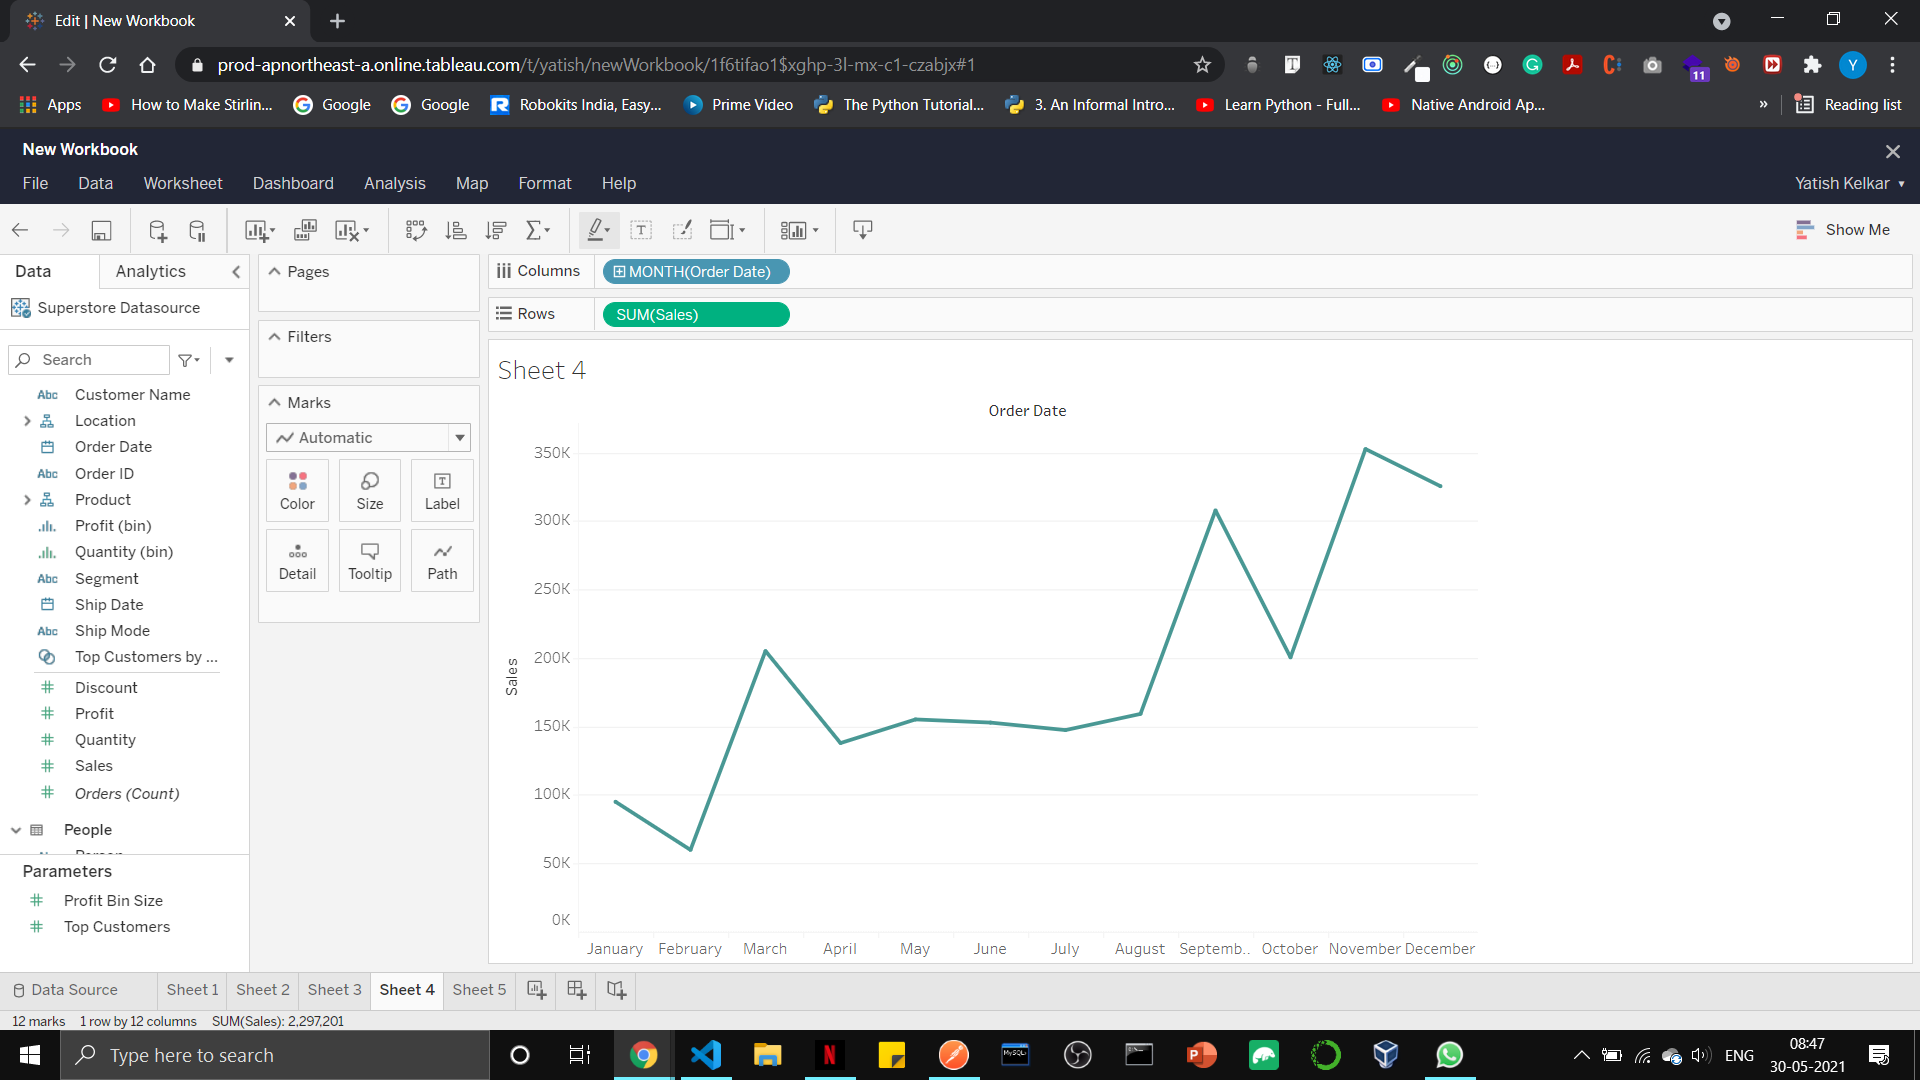 Edit | New Workbook
prod-apnortheast-a.online.tableau.com/t/yatish/newWorkbook/1f6tifao1$xghp-3l-mx-c1-czabjx#1
11
Y
Apps
How to Make Stirlin...
Google
Google
Robokits India, Easy...
Prime Video
The Python Tutorial...
3. An Informal Intro...
Learn Python - Full...
Native Android Ap...
»
Reading list
New Workbook
File Data Worksheet Dashboard Analysis Map Format Help
Yatish Kelkar
Show Me
Data
Analytics
Superstore Datasource
Search
Abc Customer Name
Location
Order Date
Abc Order ID
Product
Profit (bin)
Quantity (bin)
Abc Segment
Ship Date
Abc Ship Mode
Top Customers by ...
Discount
Profit
Quantity
Sales
Orders (Count)
People
Parameters
Profit Bin Size
Top Customers
Pages
Filters
Marks
Automatic
Color
Size
Label
Detail
Tooltip
Path
Columns
MONTH(Order Date)
Rows
SUM(Sales)
Sheet 4
Order Date
350K
300K
250K
200K
150K
100K
50K
0K
Sales
January February March April May June July August Septemb.. October November December
Data Source
Sheet 1
Sheet 2
Sheet 3
Sheet 4
Sheet 5
12 marks 1 row by 12 columns SUM(Sales): 2,297,201
Type here to search
ENG
08:47
30-05-2021